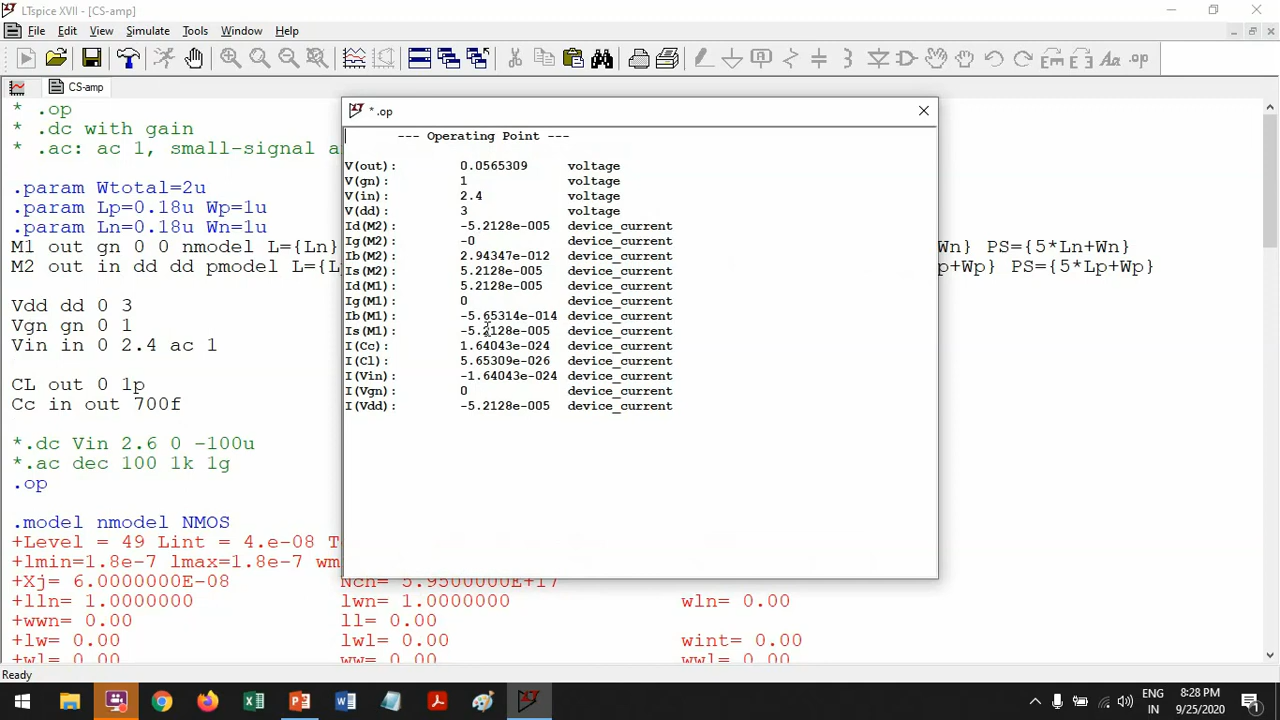 LTspice XVII - [CS-amp]
File Edit View Simulate Tools Window Help
CS-amp
* .op
* .dc with gain
* .ac: ac 1, small-signal a
.param Wtotal=2u
.param Lp=0.18u Wp=1u
.param Ln=0.18u Wn=1u
M1 out gn 0 0 nmodel L={Ln} Wn} PS={5*Ln+Wn}
M2 out in dd dd pmodel L={L p+Wp} PS={5*Lp+Wp}
Vdd dd 0 3
Vgn gn 0 1
Vin in 0 2.4 ac 1
CL out 0 1p
Cc in out 700f
*.dc Vin 2.6 0 -100u
*.ac dec 100 1k 1g
.op
.model nmodel NMOS
+Level = 49 Lint = 4.e-08 T
+lmin=1.8e-7 lmax=1.8e-7 wm
+Xj= 6.0000000E-08 Nch= 5.9500000E+17
+lln= 1.0000000 lwn= 1.0000000 wln= 0.00
+wwn= 0.00 ll= 0.00
+lw= 0.00 lwl= 0.00 wint= 0.00
+wl= 0.00 ww= 0.00 wwl= 0.00
* .op
--- Operating Point ---
V(out): 0.0565309 voltage
V(gn): 1 voltage
V(in): 2.4 voltage
V(dd): 3 voltage
Id(M2): -5.2128e-005 device_current
Ig(M2): -0 device_current
Ib(M2): 2.94347e-012 device_current
Is(M2): 5.2128e-005 device_current
Id(M1): 5.2128e-005 device_current
Ig(M1): 0 device_current
Ib(M1): -5.65314e-014 device_current
Is(M1): -5.2128e-005 device_current
I(Cc): 1.64043e-024 device_current
I(Cl): 5.65309e-026 device_current
I(Vin): -1.64043e-024 device_current
I(Vgn): 0 device_current
I(Vdd): -5.2128e-005 device_current
Ready
ENG
IN
8:28 PM
9/25/2020